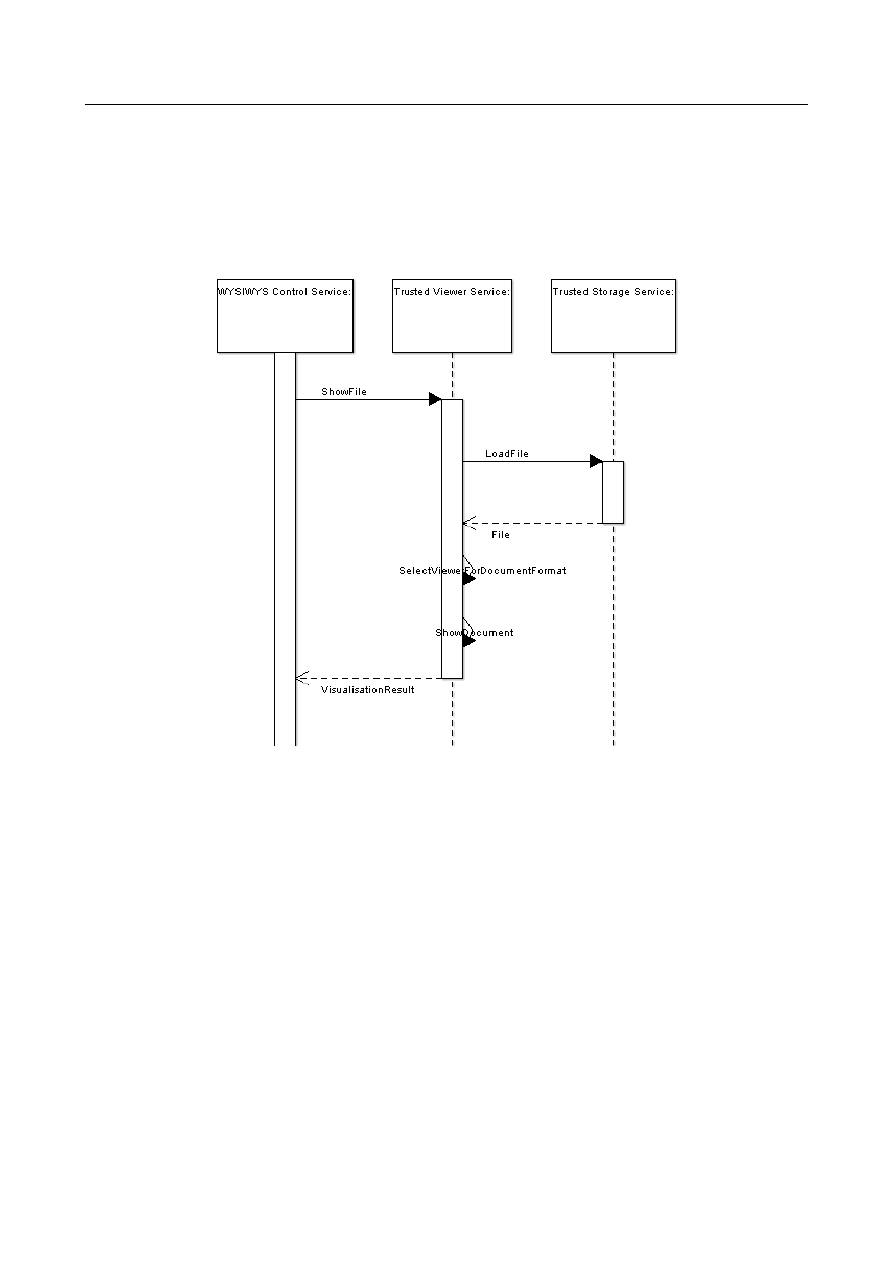 WYSIWYS Control Service:
Trusted Viewer Service:
Trusted Storage Service:
ShowFile
LoadFile
File
SelectViewerForDocumentFormat
ShowDocument
VisualisationResult